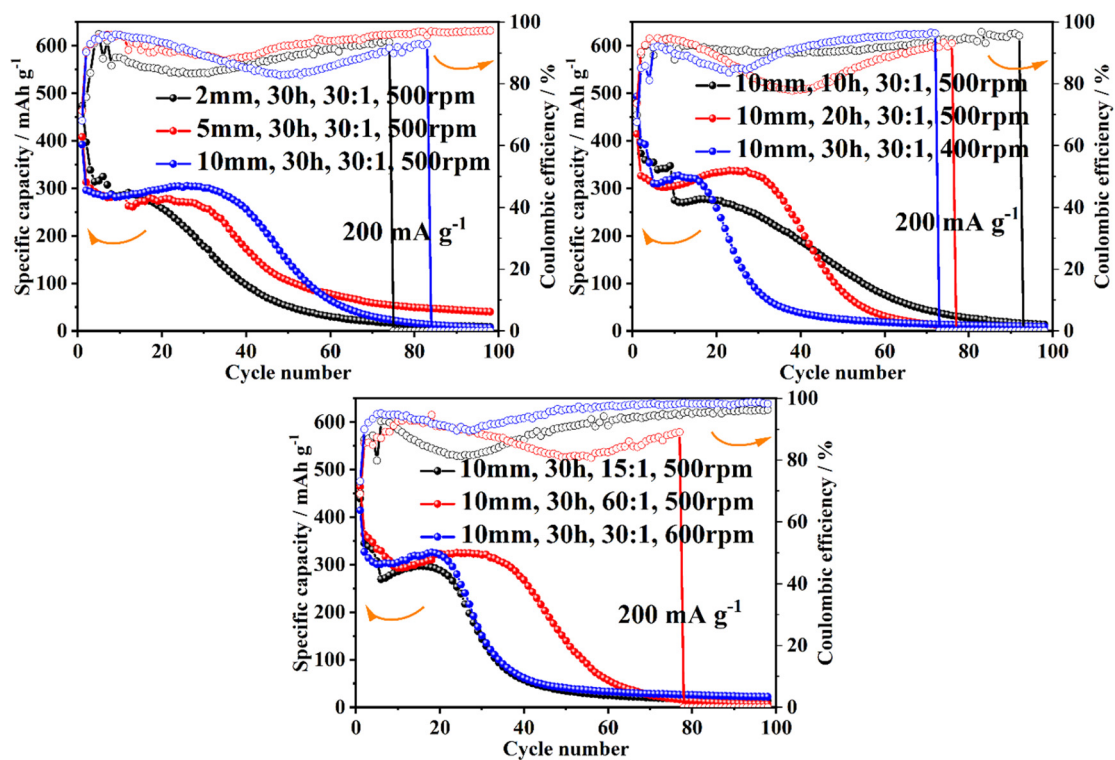 600
500
400
300
200
100
0
Specific capacity / mAh g-1
100
80
60
40
20
0
Coulombic efficiency / %
2mm, 30h, 30:1, 500rpm
5mm, 30h, 30:1, 500rpm
10mm, 30h, 30:1, 500rpm
200 mA g-1
0 20 40 60 80 100
Cycle number
600
500
400
300
200
100
0
Specific capacity / mAh g-1
100
80
60
40
20
0
Coulombic efficiency / %
10mm, 10h, 30:1, 500rpm
10mm, 20h, 30:1, 500rpm
10mm, 30h, 30:1, 400rpm
200 mA g-1
0 20 40 60 80 100
Cycle number
600
500
400
300
200
100
0
Specific capacity / mAh g-1
100
80
60
40
20
0
Coulombic efficiency / %
10mm, 30h, 15:1, 500rpm
10mm, 30h, 60:1, 500rpm
10mm, 30h, 30:1, 600rpm
200 mA g-1
0 20 40 60 80 100
Cycle number